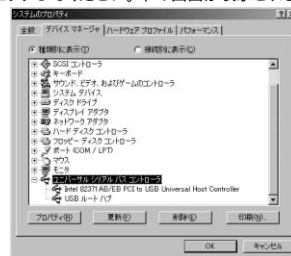 システムのプロパティ
全般 デバイス マネージャ ハードウェア プロファイル パフォーマンス
種類別に表示(T) 接続別に表示(C)
SCSI コントローラ
キーボード
サウンド、ビデオ、およびゲームのコントローラ
システム デバイス
ディスク ドライブ
ディスプレイ アダプタ
ネットワーク アダプタ
ハード ディスク コントローラ
フロッピー ディスク コントローラ
ポート (COM / LPT)
マウス
モニタ
ユニバーサル シリアル バス コントローラ
Intel 82371AB/EB PCI to USB Universal Host Controller
USB ルート ハブ
プロパティ(R) 更新(F) 削除(E) 印刷(N)...
OK キャンセル